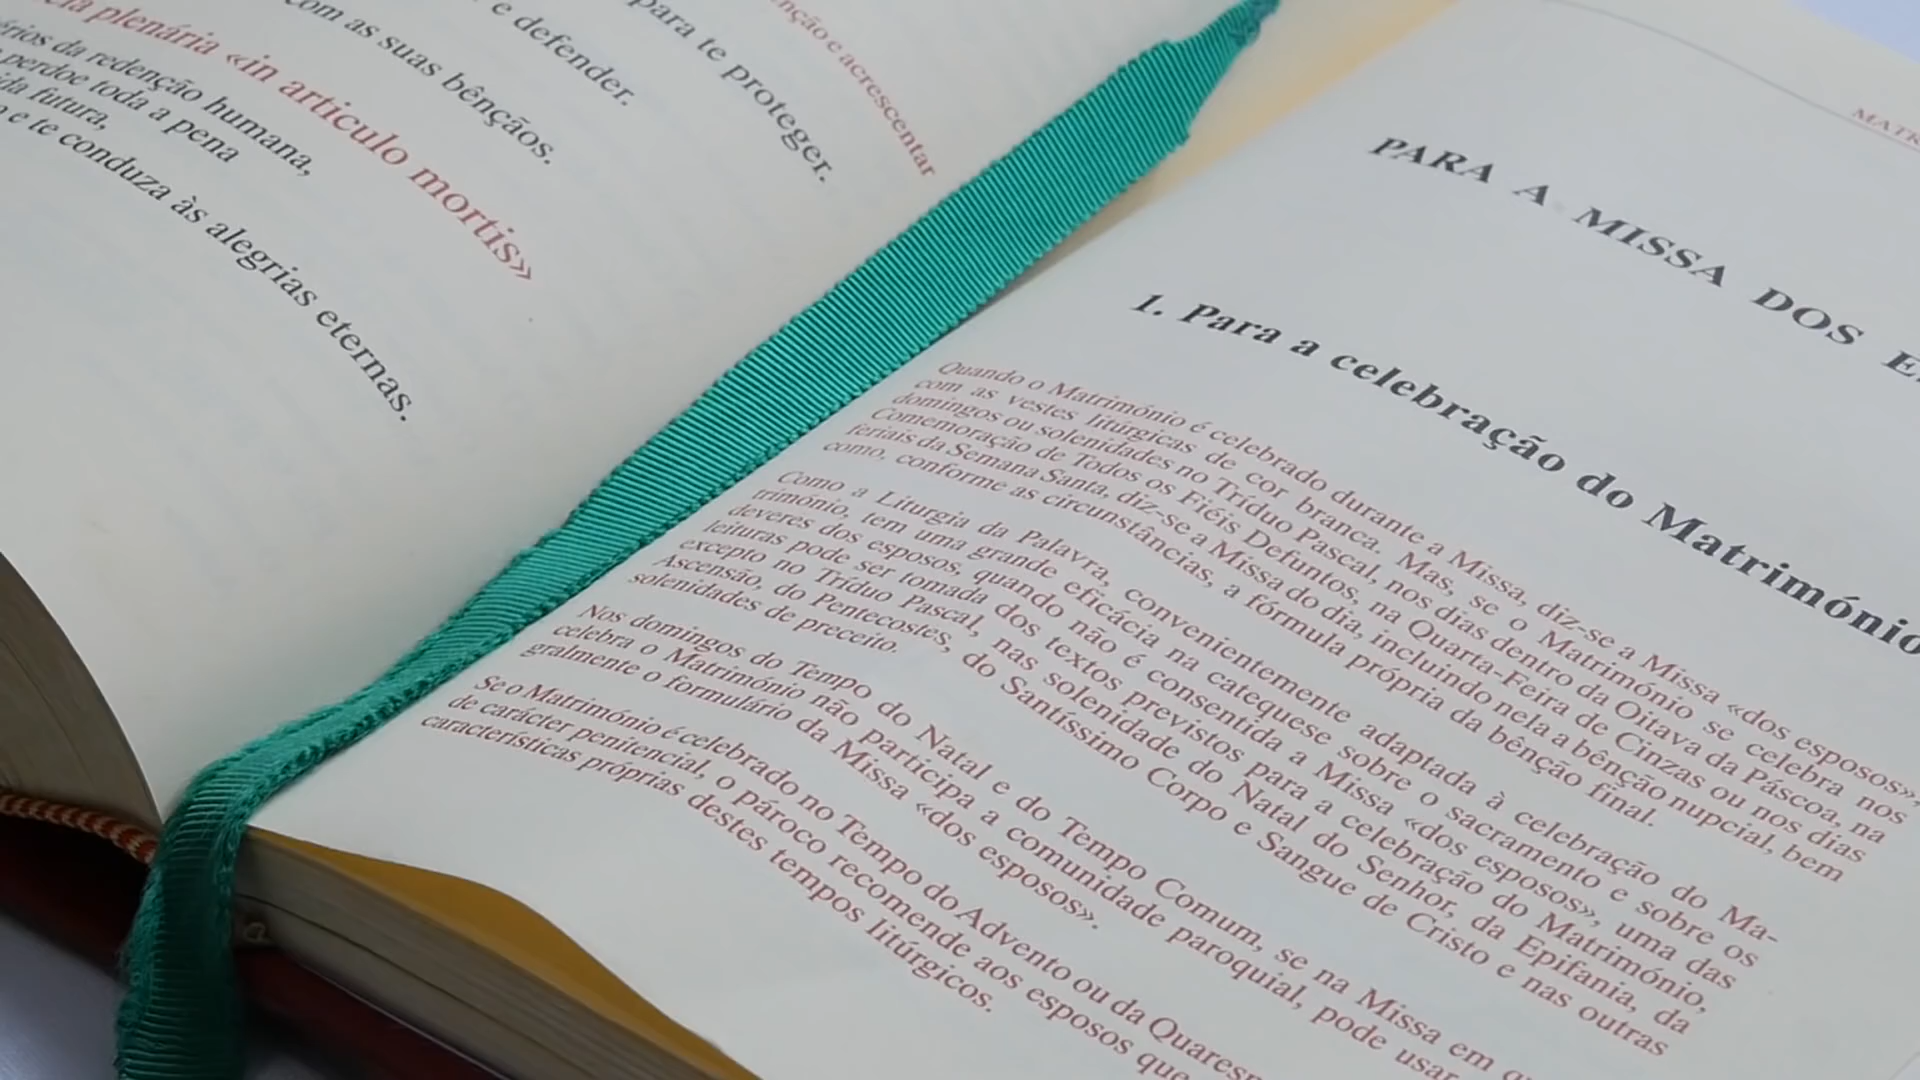 nção e acrescentar
para te proteger.
e defender.
com as suas bênçãos.
plenária «in articulo mortis»
da redenção humana,
perdoe toda a pena
futura,
e te conduza às alegrias eternas.
PARA A MISSA DOS
1. Para a celebração do Matrimónio
Quando o Matrimónio é celebrado durante a Missa, diz-se a Missa «dos esposos»,
com as vestes litúrgicas de cor branca. Mas, se o Matrimónio se celebra nos
domingos ou solenidades no Tríduo Pascal, nos dias dentro da Oitava da Páscoa, na
Comemoração de Todos os Fiéis Defuntos, na Quarta-Feira de Cinzas ou nos dias
feriais da Semana Santa, diz-se a Missa do dia, incluindo nela a bênção nupcial, bem
como, conforme as circunstâncias, a fórmula própria da bênção final.
Como a Liturgia da Palavra, convenientemente adaptada à celebração do Ma-
trimónio, tem uma grande eficácia na catequese sobre o sacramento e sobre os
deveres dos esposos, quando não é consentida a Missa «dos esposos», uma das
leituras pode ser tomada dos textos previstos para a celebração do Matrimónio,
excepto no Tríduo Pascal, nas solenidade do Natal do Senhor, da Epifania, da
Ascensão, do Pentecostes, do Santíssimo Corpo e Sangue de Cristo e nas outras
solenidades de preceito.
Nos domingos do Tempo do Natal e do Tempo Comum, se na Missa em
celebra o Matrimónio não participa a comunidade paroquial, pode usar
gralmente o formulário da Missa «dos esposos».
Se o Matrimónio é celebrado no Tempo do Advento ou da Quares
de carácter penitencial, o pároco recomende aos esposos que
características próprias destes tempos litúrgicos.